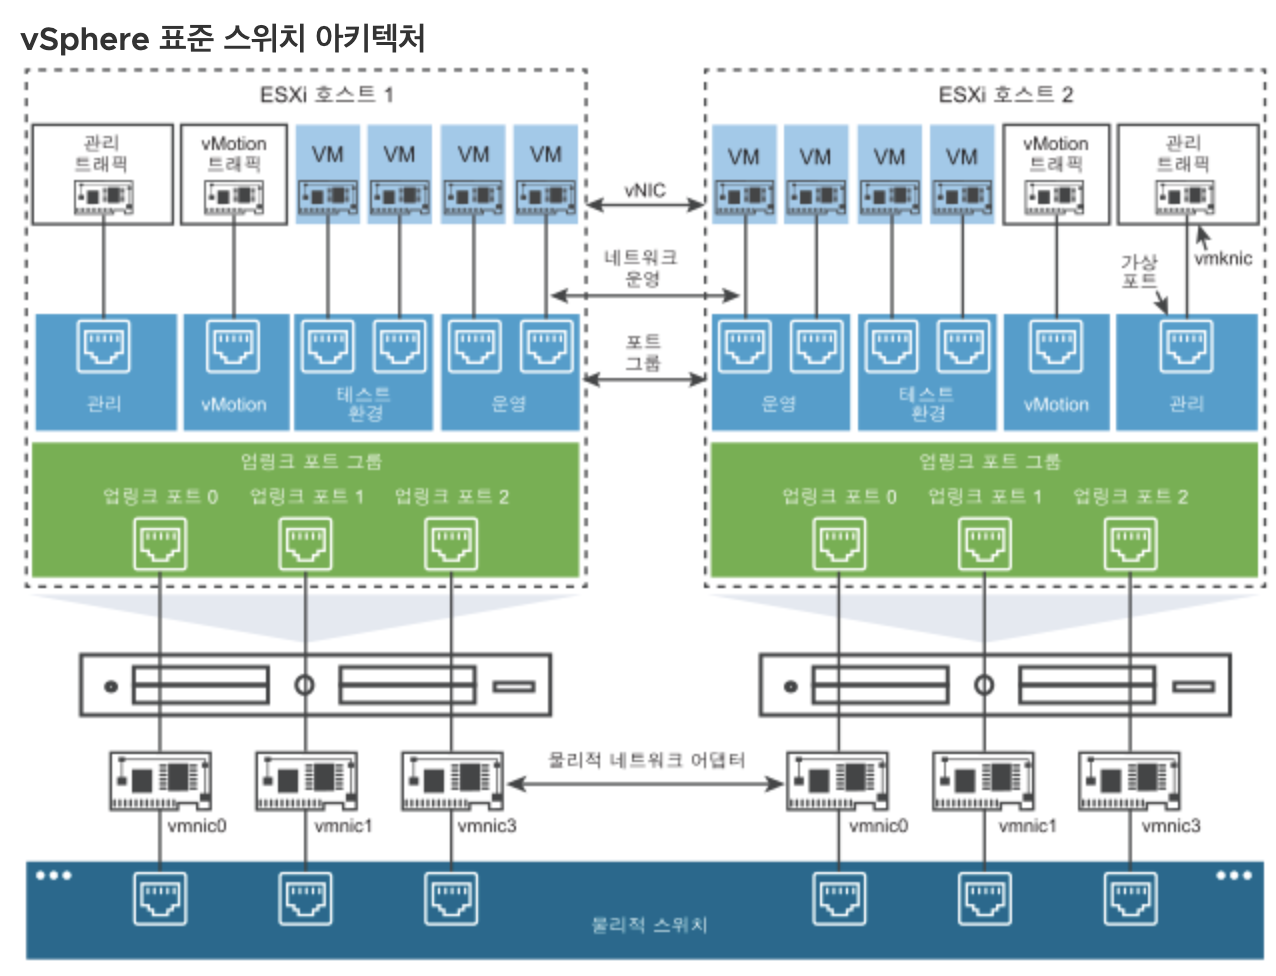 vSphere 표준 스위치 아키텍처
ESXi 호스트 1
관리
트래픽
vMotion
트래픽
VM
VM
VM
VM
vNIC
네트워크
운영
포트
그룹
관리
vMotion
테스트
환경
운영
업링크 포트 그룹
업링크 포트 0
업링크 포트 1
업링크 포트 2
ESXi 호스트 2
VM
VM
VM
VM
vMotion
트래픽
관리
트래픽
가상
포트
vmknic
운영
테스트
환경
vMotion
관리
업링크 포트 그룹
업링크 포트 0
업링크 포트 1
업링크 포트 2
물리적 네트워크 어댑터
vmnic0
vmnic1
vmnic3
vmnic0
vmnic1
vmnic3
물리적 스위치